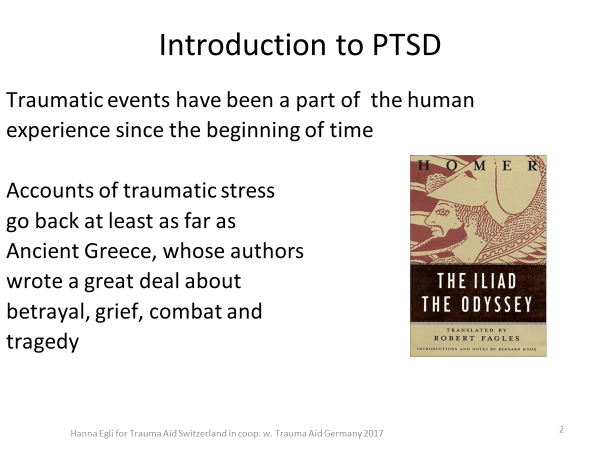 Introduction to PTSD
Traumatic events have been a part of  the human
experience since the beginning of time
Accounts of traumatic stress
go back at least as far as
Ancient Greece, whose authors
wrote a great deal about
betrayal, grief, combat and
tragedy
HOMER
THE ILIAD
THE ODYSSEY
TRANSLATED BY
ROBERT FAGLES
INTRODUCTIONS AND NOTES BY BERNARD KNOX
Hanna Egli for Trauma Aid Switzerland in coop. w. Trauma Aid Germany 2017
2